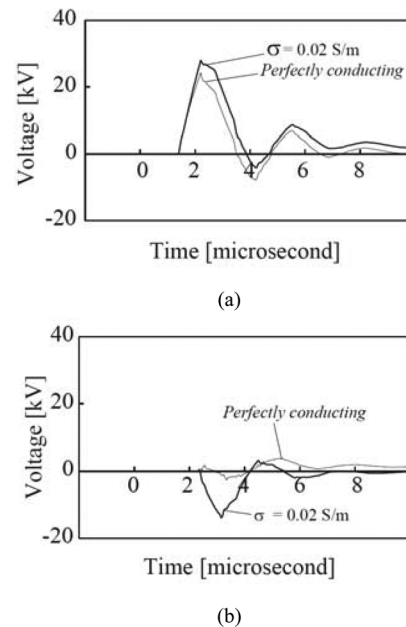 40
20
0
-20
Voltage [kV]
σ = 0.02 S/m
Perfectly conducting
0 2 4 6 8
Time [microsecond]
(a)
40
20
0
-20
Voltage [kV]
Perfectly conducting
0 2 4 6 8
σ = 0.02 S/m
Time [microsecond]
(b)